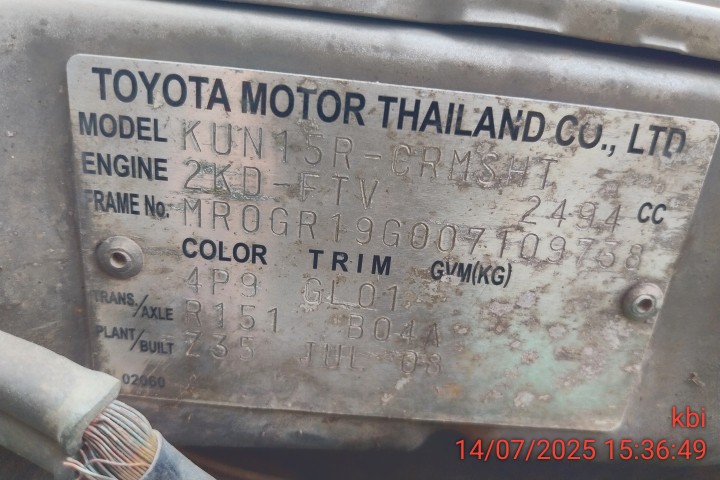 TOYOTA MOTOR THAILAND CO., LTD
MODEL KUN15R-CRMSHT
ENGINE 2KD-FTV 2494 CC
FRAME No. MR0GR19G007109738
COLOR TRIM GVM(KG)
4P9 GL01
TRANS./AXLE R151 B04A
PLANT/BUILT Z35 JUL 08
02060
kbi
14/07/2025 15:36:49